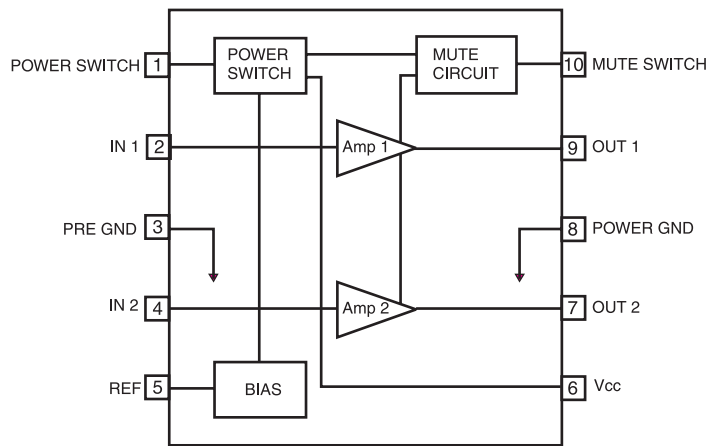 POWER SWITCH 1
POWER
SWITCH
MUTE
CIRCUIT
10 MUTE SWITCH
IN 1 2
Amp 1
9 OUT 1
PRE GND 3
8 POWER GND
IN 2 4
Amp 2
7 OUT 2
REF 5
BIAS
6 Vcc